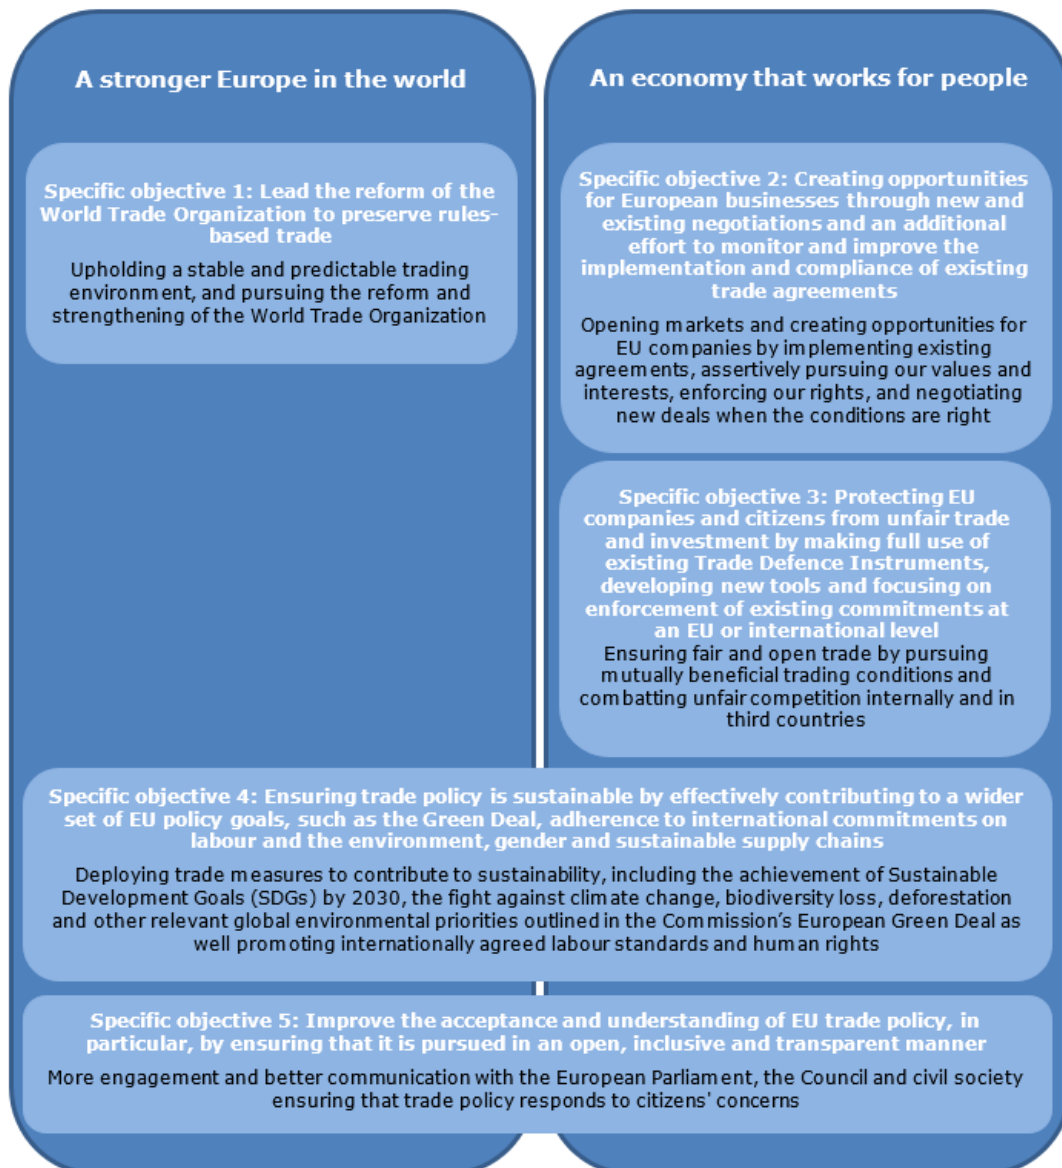 A stronger Europe in the world
Specific objective 1: Lead the reform of the
World Trade Organization to preserve rules-
based trade
Upholding a stable and predictable trading
environment, and pursuing the reform and
strengthening of the World Trade Organization
An economy that works for people
Specific objective 2: Creating opportunities
for European businesses through new and
existing negotiations and an additional
effort to monitor and improve the
implementation and compliance of existing
trade agreements
Opening markets and creating opportunities for
EU companies by implementing existing
agreements, assertively pursuing our values and
interests, enforcing our rights, and negotiating
new deals when the conditions are right
Specific objective 3: Protecting EU
companies and citizens from unfair trade
and investment by making full use of
existing Trade Defence Instruments,
developing new tools and focusing on
enforcement of existing commitments at
an EU or international level
Ensuring fair and open trade by pursuing
mutually beneficial trading conditions and
combatting unfair competition internally and in
third countries
Specific objective 4: Ensuring trade policy is sustainable by effectively contributing to a wider
set of EU policy goals, such as the Green Deal, adherence to international commitments on
labour and the environment, gender and sustainable supply chains
Deploying trade measures to contribute to sustainability, including the achievement of Sustainable
Development Goals (SDGs) by 2030, the fight against climate change, biodiversity loss, deforestation
and other relevant global environmental priorities outlined in the Commission's European Green Deal as
well promoting internationally agreed labour standards and human rights
Specific objective 5: Improve the acceptance and understanding of EU trade policy, in
particular, by ensuring that it is pursued in an open, inclusive and transparent manner
More engagement and better communication with the European Parliament, the Council and civil society
ensuring that trade policy responds to citizens' concerns